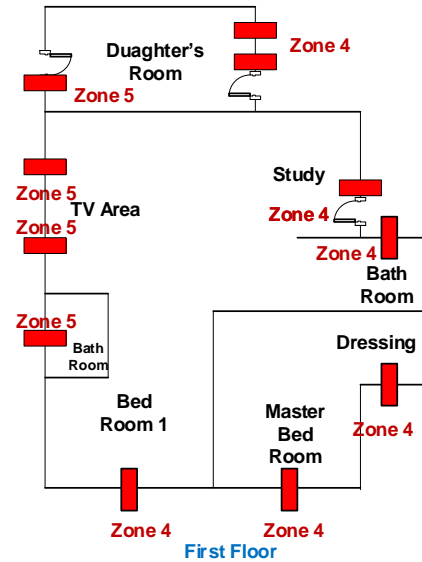 Duaghter's
Room
Zone 4
Zone 5
Zone 5
TV Area
Zone 5
Study
Zone 4
Zone 4
Bath
Room
Zone 5
Bath
Room
Dressing
Bed
Room 1
Master
Bed
Room
Zone 4
Zone 4
Zone 4
First Floor